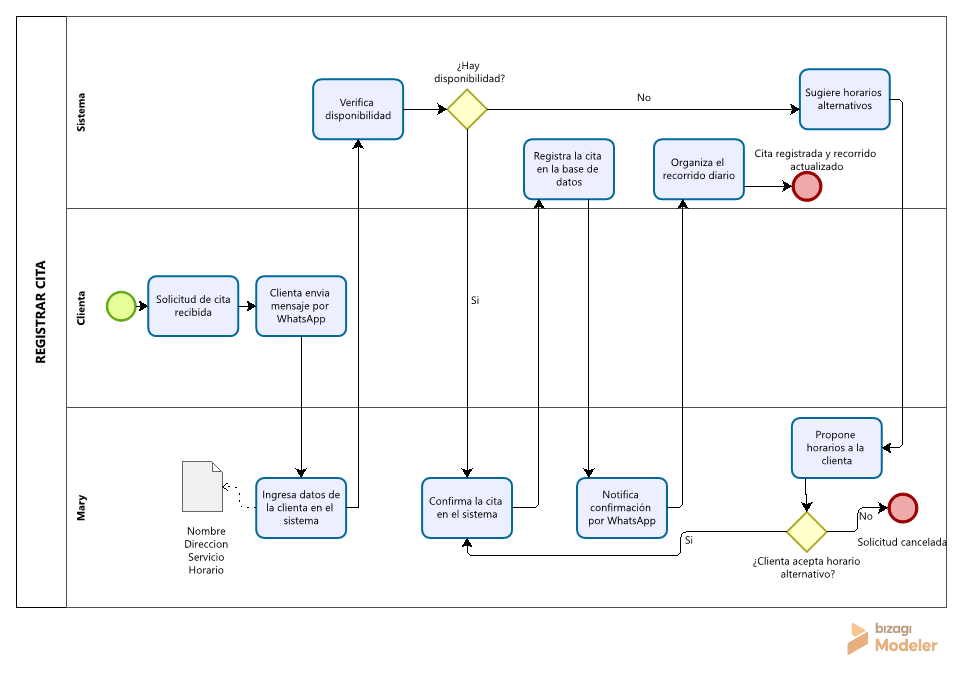 REGISTRAR CITA
Sistema
¿Hay
disponibilidad?
Verifica
disponibilidad
No
Sugiere horarios
alternativos
Registra la cita
en la base de
datos
Organiza el
recorrido diario
Cita registrada y recorrido
actualizado
Clienta
Solicitud de cita
recibida
Clienta envia
mensaje por
WhatsApp
Si
Mary
Nombre
Direccion
Servicio
Horario
Ingresa datos de
la clienta en el
sistema
Confirma la cita
en el sistema
Notifica
confirmación
por WhatsApp
Propone
horarios a la
clienta
Si
No
¿Clienta acepta horario
alternativo?
Solicitud cancelada
bizagi
Modeler